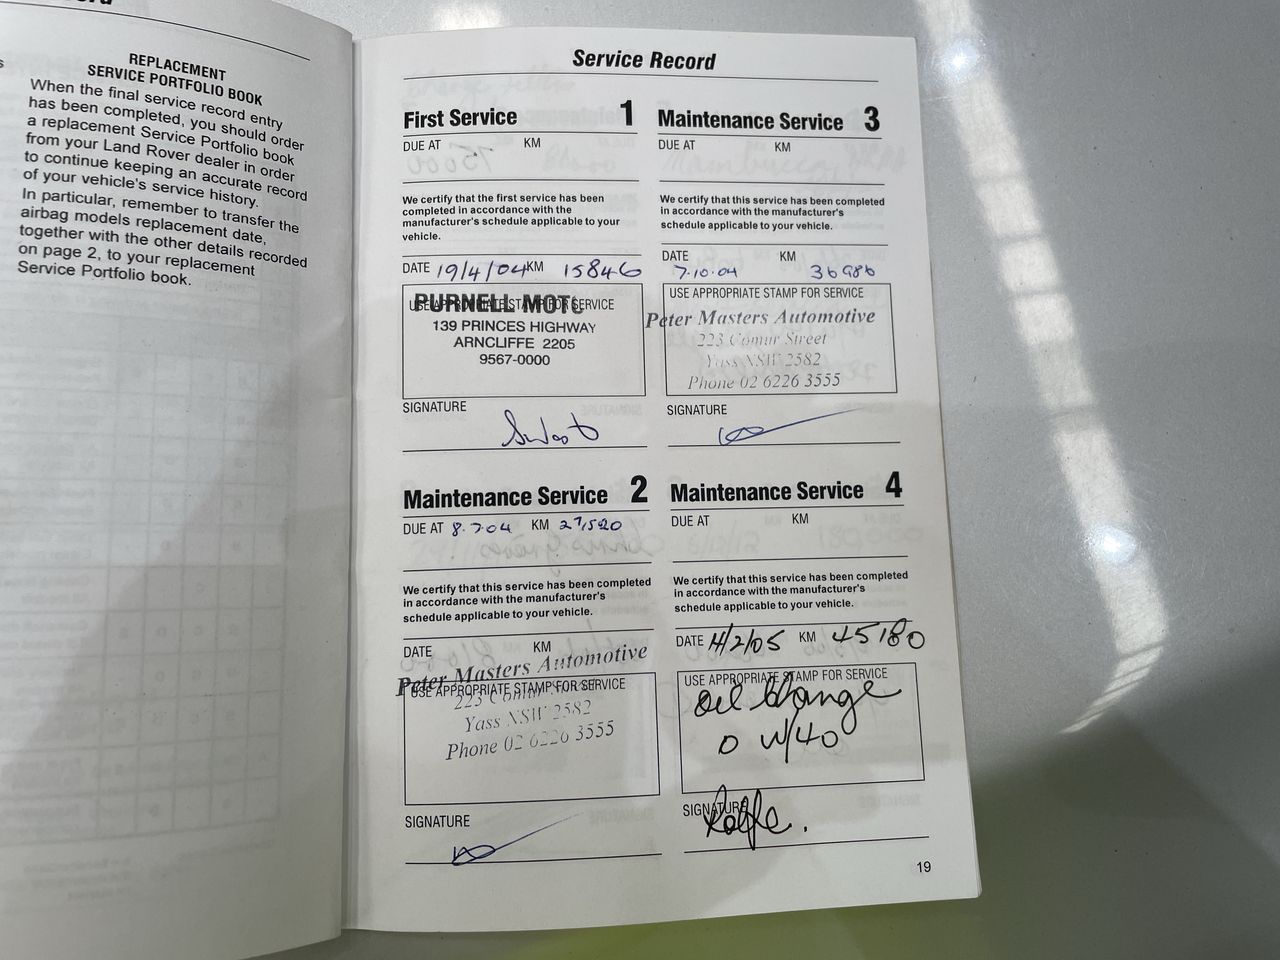 REPLACEMENT
SERVICE PORTFOLIO BOOK
When the final service record entry
has been completed, you should order
a replacement Service Portfolio book
from your Land Rover dealer in order
to continue keeping an accurate record
of your vehicle's service history.
In particular, remember to transfer the
airbag models replacement date,
together with the other details recorded
on page 2, to your replacement
Service Portfolio book.
Service Record
First Service 1
DUE AT KM
We certify that the first service has been
completed in accordance with the
manufacturer's schedule applicable to your
vehicle.
DATE 19/4/04 KM 15846
USE APPROPRIATE STAMP FOR SERVICE
PURNELL MOTO
139 PRINCES HIGHWAY
ARNCLIFFE 2205
9567-0000
SIGNATURE
Maintenance Service 2
DUE AT 8.7.04 KM 27,520
We certify that this service has been completed
in accordance with the manufacturer's
schedule applicable to your vehicle.
DATE KM
Peter Masters Automotive
USE APPROPRIATE STAMP FOR SERVICE
223 Comur Street
Yass NSW 2582
Phone 02 6226 3555
SIGNATURE
Maintenance Service 3
DUE AT KM
We certify that this service has been completed
in accordance with the manufacturer's
schedule applicable to your vehicle.
DATE KM
7.10.04 36986
USE APPROPRIATE STAMP FOR SERVICE
Peter Masters Automotive
223 Comur Street
Yass NSW 2582
Phone 02 6226 3555
SIGNATURE
Maintenance Service 4
DUE AT KM
We certify that this service has been completed
in accordance with the manufacturer's
schedule applicable to your vehicle.
DATE 4/2/05 KM 45180
USE APPROPRIATE STAMP FOR SERVICE
oil change
0 W/40
SIGNATURE
Rolfe.
19